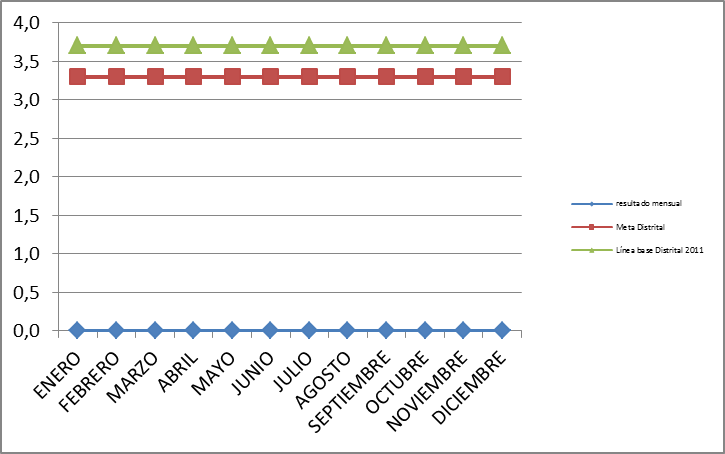 4,0
3,5
3,0
2,5
2,0
1,5
1,0
0,5
0,0
ENERO
FEBRERO
MARZO
ABRIL
MAYO
JUNIO
JULIO
AGOSTO
SEPTIEMBRE
OCTUBRE
NOVIEMBRE
DICIEMBRE
resultado mensual
Meta Distrital
Línea base Distrital 2011